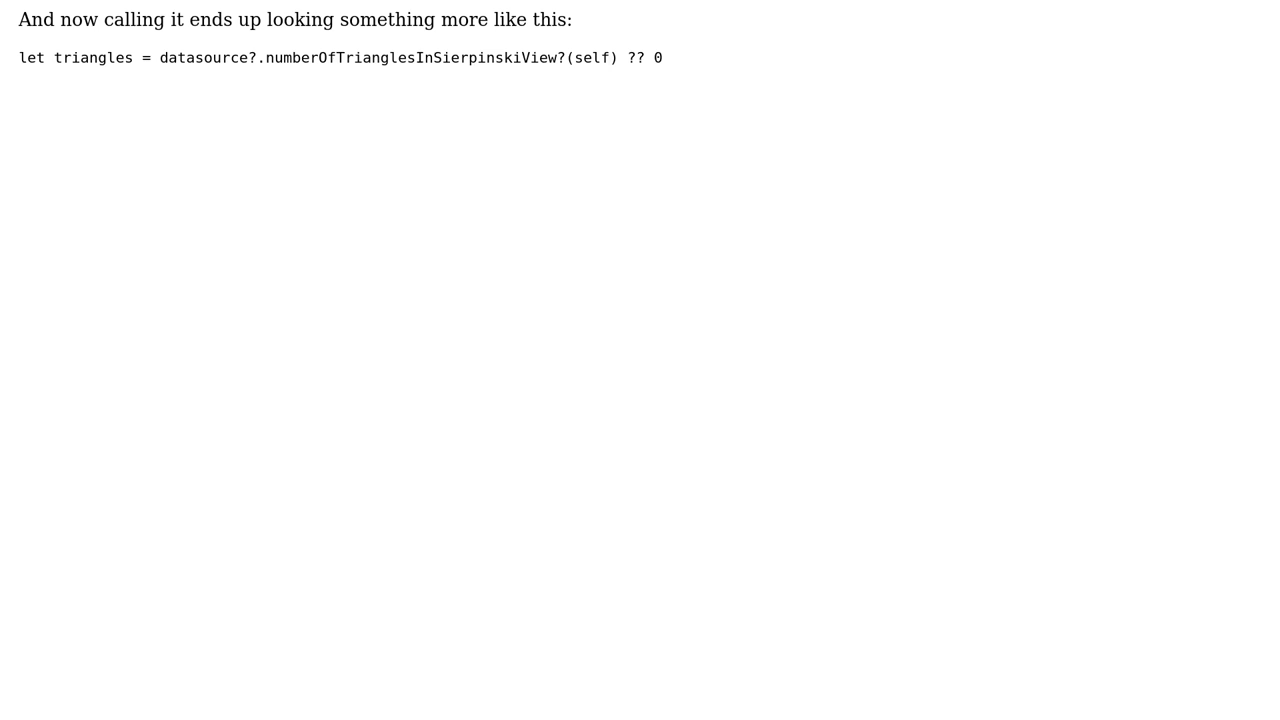 And now calling it ends up looking something more like this:
let triangles = datasource?.numberOfTrianglesInSierpinskiView?(self) ?? 0